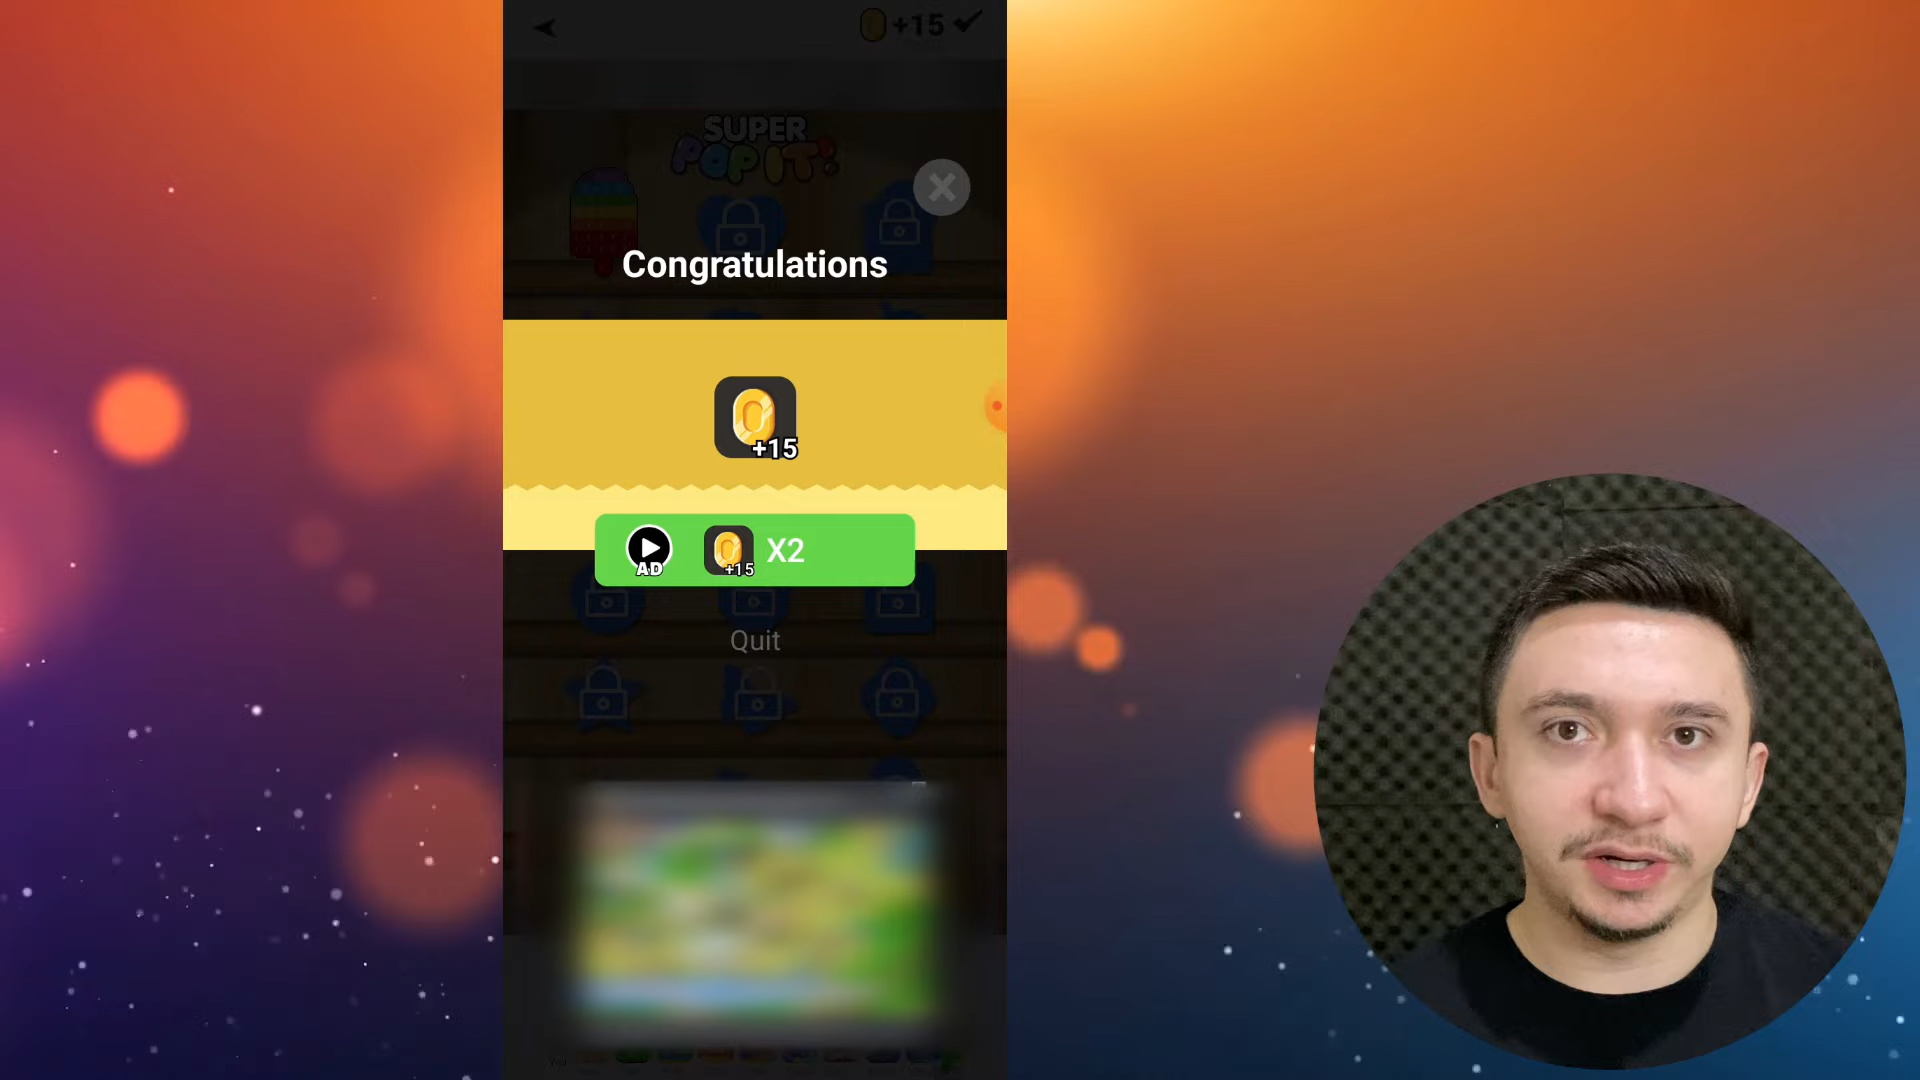 +15
SUPER
POP IT!
Congratulations
+15
AD +15 X2
Quit